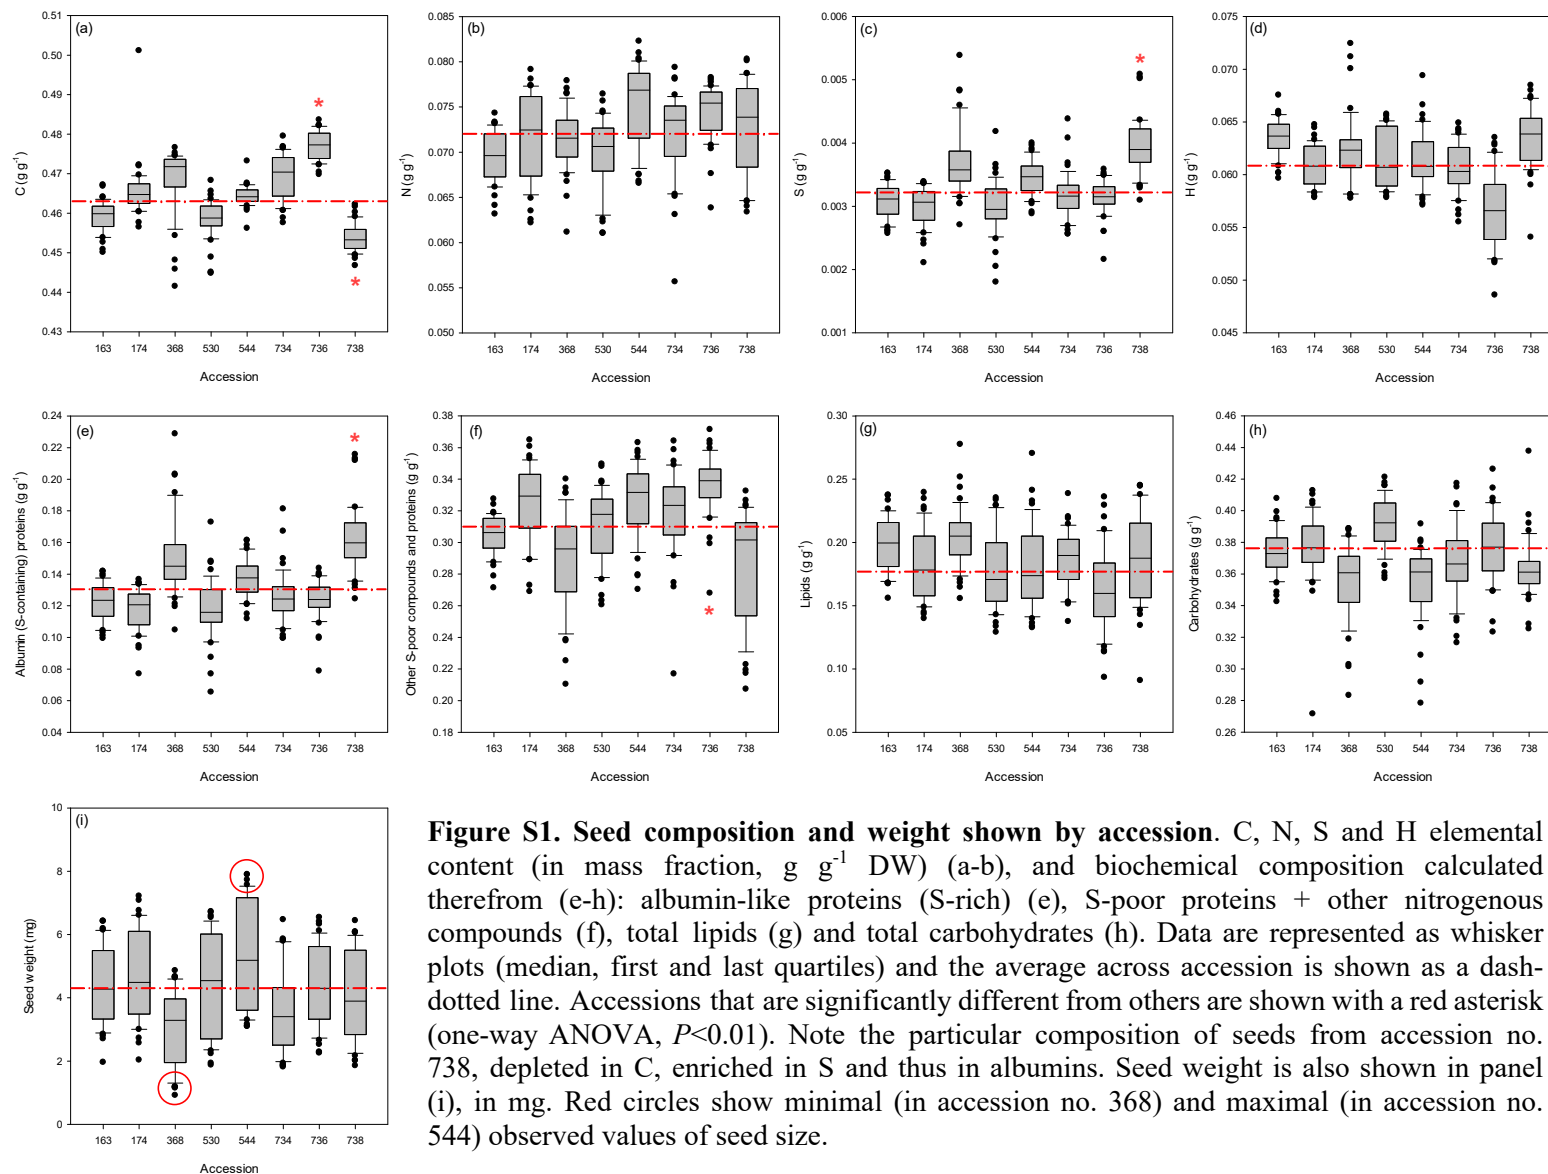 (a)
0.51
0.50
0.49
0.48
0.47
0.46
0.45
0.44
0.43
C (g g⁻¹)
163 174 368 530 544 734 736 738
Accession
(b)
0.085
0.080
0.075
0.070
0.065
0.060
0.055
0.050
N (g g⁻¹)
163 174 368 530 544 734 736 738
Accession
(c)
0.006
0.005
0.004
0.003
0.002
0.001
S (g g⁻¹)
163 174 368 530 544 734 736 738
Accession
(d)
0.075
0.070
0.065
0.060
0.055
0.050
0.045
H (g g⁻¹)
163 174 368 530 544 734 736 738
Accession
(e)
0.24
0.22
0.20
0.18
0.16
0.14
0.12
0.10
0.08
0.06
0.04
Albumin (S-containing) proteins (g g⁻¹)
163 174 368 530 544 734 736 738
Accession
(f)
0.38
0.36
0.34
0.32
0.30
0.28
0.26
0.24
0.22
0.20
0.18
Other S-poor compounds and proteins (g g⁻¹)
163 174 368 530 544 734 736 738
Accession
(g)
0.30
0.25
0.20
0.15
0.10
0.05
Lipids (g g⁻¹)
163 174 368 530 544 734 736 738
Accession
(h)
0.46
0.44
0.42
0.40
0.38
0.36
0.34
0.32
0.30
0.28
0.26
Carbohydrates (g g⁻¹)
163 174 368 530 544 734 736 738
Accession
(i)
10
8
6
4
2
0
Seed weight (mg)
163 174 368 530 544 734 736 738
Accession
Figure S1. Seed composition and weight shown by accession. C, N, S and H elemental
content (in mass fraction, g g⁻¹ DW) (a-b), and biochemical composition calculated
therefrom (e-h): albumin-like proteins (S-rich) (e), S-poor proteins + other nitrogenous
compounds (f), total lipids (g) and total carbohydrates (h). Data are represented as whisker
plots (median, first and last quartiles) and the average across accession is shown as a dash-
dotted line. Accessions that are significantly different from others are shown with a red asterisk
(one-way ANOVA, P<0.01). Note the particular composition of seeds from accession no.
738, depleted in C, enriched in S and thus in albumins. Seed weight is also shown in panel
(i), in mg. Red circles show minimal (in accession no. 368) and maximal (in accession no.
544) observed values of seed size.